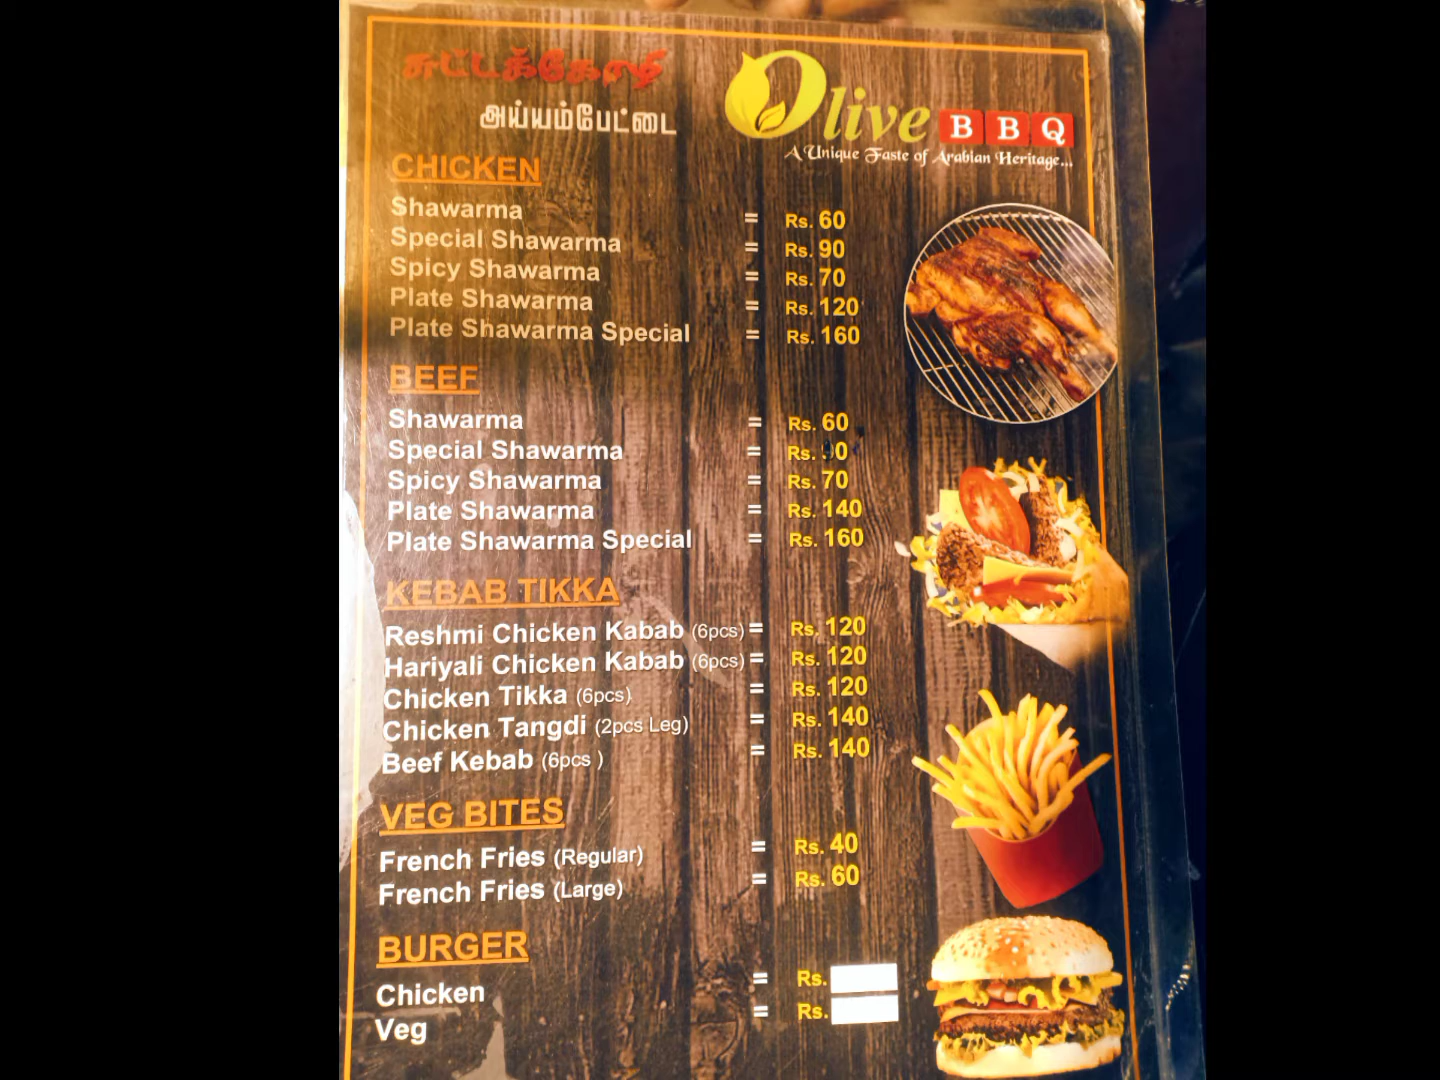 சுட்டக்கோழி
அய்யம்பேட்டை
Olive BBQ
A Unique Taste of Arabian Heritage...
CHICKEN
Shawarma = Rs. 60
Special Shawarma = Rs. 90
Spicy Shawarma = Rs. 70
Plate Shawarma = Rs. 120
Plate Shawarma Special = Rs. 160
BEEF
Shawarma = Rs. 60
Special Shawarma = Rs. 90
Spicy Shawarma = Rs. 70
Plate Shawarma = Rs. 140
Plate Shawarma Special = Rs. 160
KEBAB TIKKA
Reshmi Chicken Kabab (6pcs) = Rs. 120
Hariyali Chicken Kabab (6pcs) = Rs. 120
Chicken Tikka (6pcs) = Rs. 120
Chicken Tangdi (2pcs Leg) = Rs. 140
Beef Kebab (6pcs ) = Rs. 140
VEG BITES
French Fries (Regular) = Rs. 40
French Fries (Large) = Rs. 60
BURGER
Chicken = Rs.
Veg = Rs.